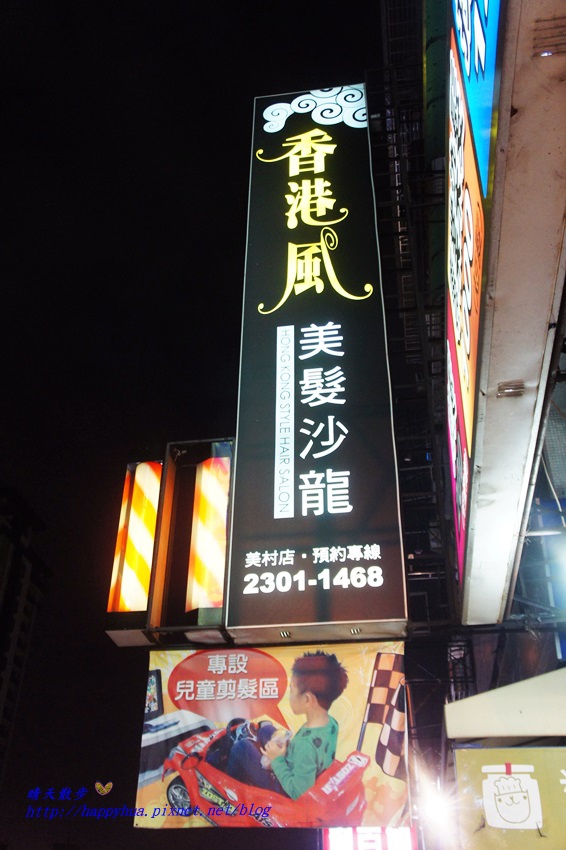 香港風
美髮沙龍
HONG KONG STYLE HAIR SALON
美村店・預約專線
2301-1468
專設
兒童剪髮區
晴天散步
http://happyhua.pixnet.net/blog